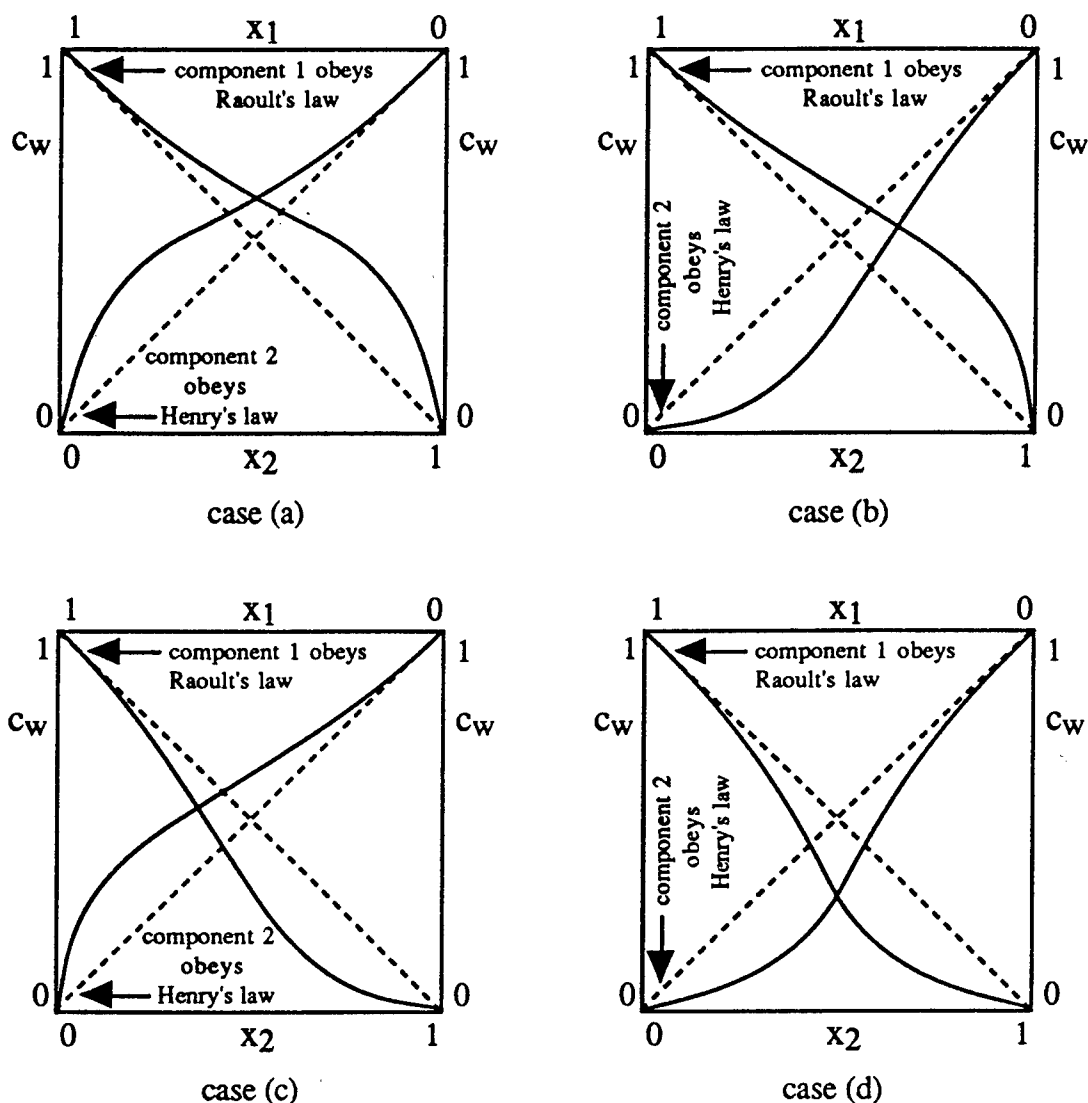 1 x1 0
1 component 1 obeys 1
Raoult's law
cw cw
component 2
obeys
0 Henry's law 0
0 x2 1
case (a)
1 x1 0
1 component 1 obeys 1
Raoult's law
cw cw
component 2
obeys
Henry's law
0 0
0 x2 1
case (b)
1 x1 0
1 component 1 obeys 1
Raoult's law
cw cw
component 2
obeys
0 Henry's law 0
0 x2 1
case (c)
1 x1 0
1 component 1 obeys 1
Raoult's law
cw cw
component 2
obeys
Henry's law
0 0
0 x2 1
case (d)